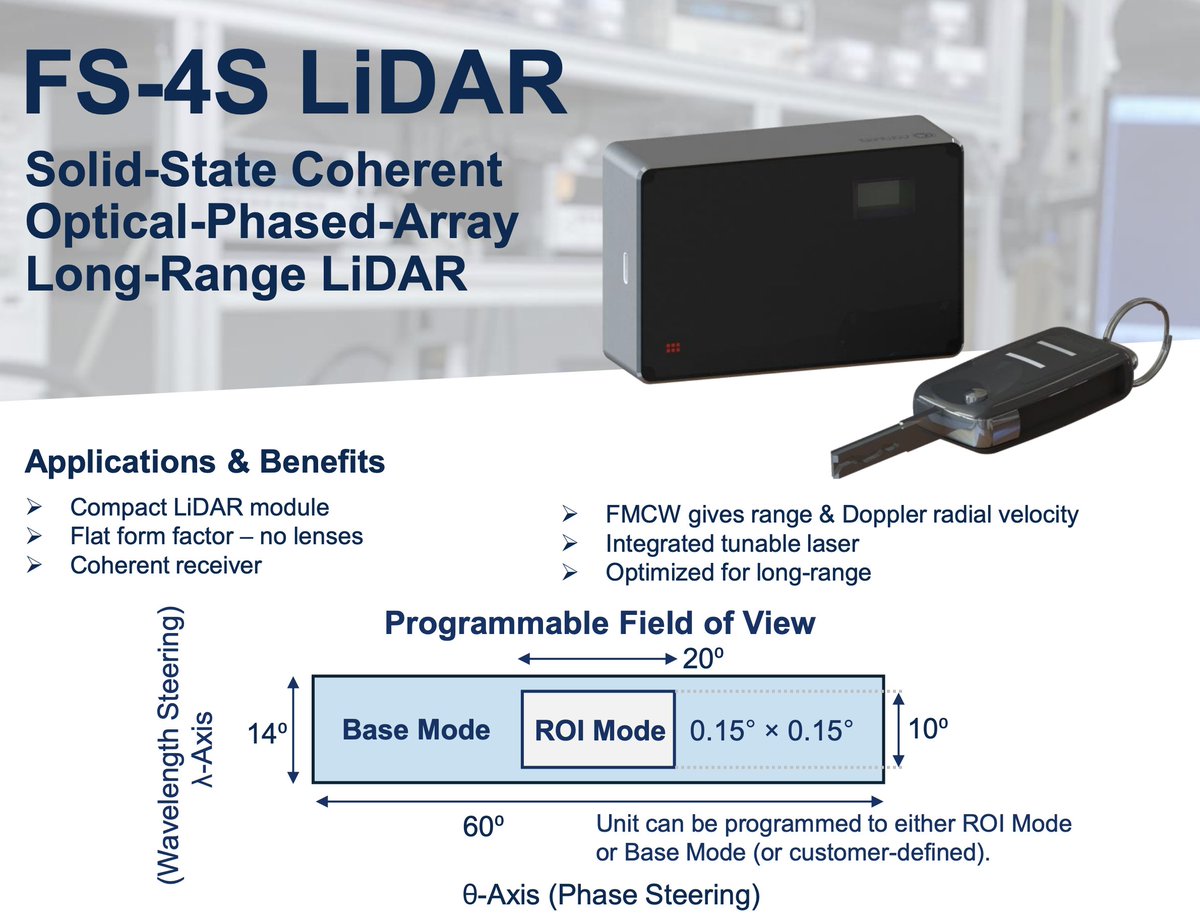 FS-4S LiDAR
Solid-State Coherent
Optical-Phased-Array
Long-Range LiDAR
Applications & Benefits
➢ Compact LiDAR module
➢ Flat form factor – no lenses
➢ Coherent receiver
➢ FMCW gives range & Doppler radial velocity
➢ Integrated tunable laser
➢ Optimized for long-range
Programmable Field of View
20º
(Wavelength Steering)
λ-Axis
14º
Base Mode
ROI Mode
0.15° × 0.15°
10º
60º
Unit can be programmed to either ROI Mode
or Base Mode (or customer-defined).
θ-Axis (Phase Steering)